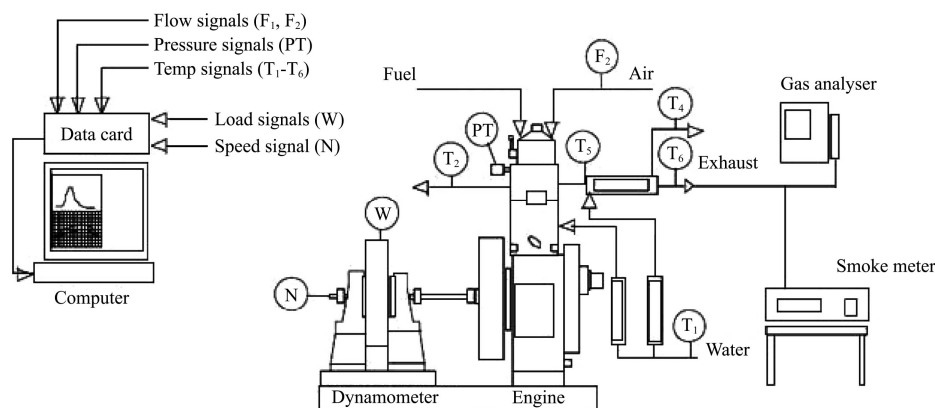 Flow signals (F₁, F₂)
Pressure signals (PT)
Temp signals (T₁-T₆)
Load signals (W)
Speed signal (N)
Data card
Computer
Fuel
F₂
Air
T₄
Gas analyser
PT
T₂
T₅
T₆
Exhaust
W
N
Smoke meter
T₁
Water
Dynamometer
Engine